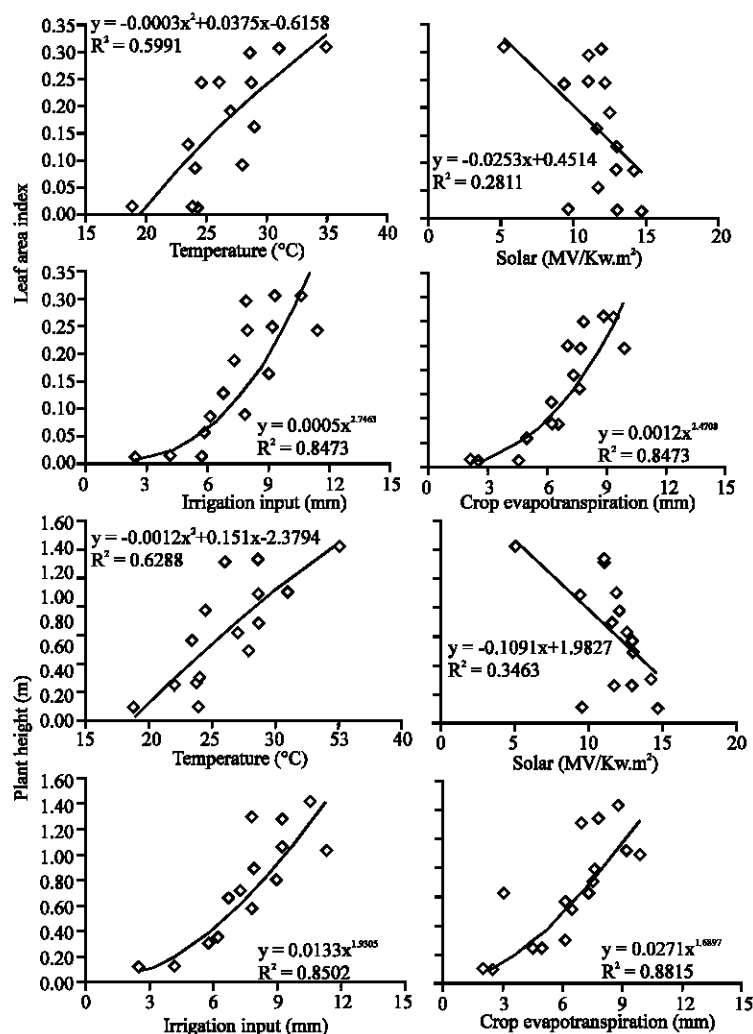 y = -0.0003x²+0.0375x-0.6158
R² = 0.5991
0.35
0.30
0.25
0.20
0.15
0.10
0.05
0.00
15 20 25 30 35 40
Temperature (°C)
y = -0.0253x+0.4514
R² = 0.2811
0 5 10 15 20
Solar (MV/Kw.m²)
Leaf area index
0.35
0.30
0.25
0.20
0.15
0.10
0.05
0.00
y = 0.0005x^2.7463
R² = 0.8473
0 3 6 9 12 15
Irrigation input (mm)
y = 0.0012x^2.4708
R² = 0.8473
0 3 6 9 12 15
Crop evapotranspiration (mm)
y = -0.0012x²+0.151x-2.3794
R² = 0.6288
1.60
1.40
1.20
1.00
0.80
0.60
0.40
0.20
0.00
15 20 25 30 53 40
Temperature (°C)
y = -0.1091x+1.9827
R² = 0.3463
0 5 10 15 20
Solar (MV/Kw.m²)
Plant height (m)
1.60
1.40
1.20
1.00
0.80
0.60
0.40
0.20
0.00
y = 0.0133x^1.9305
R² = 0.8502
0 3 6 9 12 15
Irrigation input (mm)
y = 0.0271x^1.6897
R² = 0.8815
0 3 6 9 12 15
Crop evapotranspiration (mm)